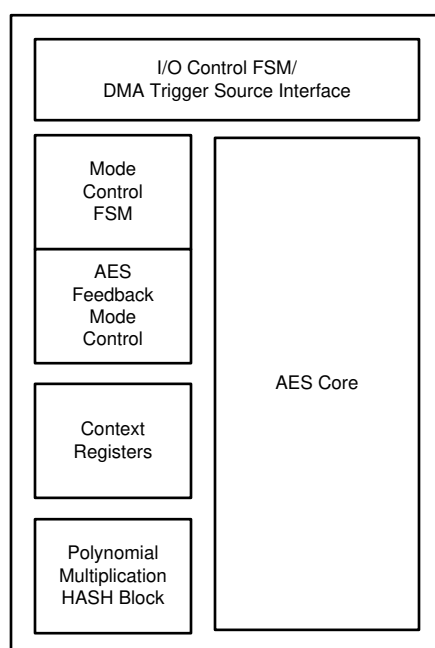 I/O Control FSM/
DMA Trigger Source Interface
Mode
Control
FSM
AES
Feedback
Mode
Control
AES Core
Context
Registers
Polynomial
Multiplication
HASH Block